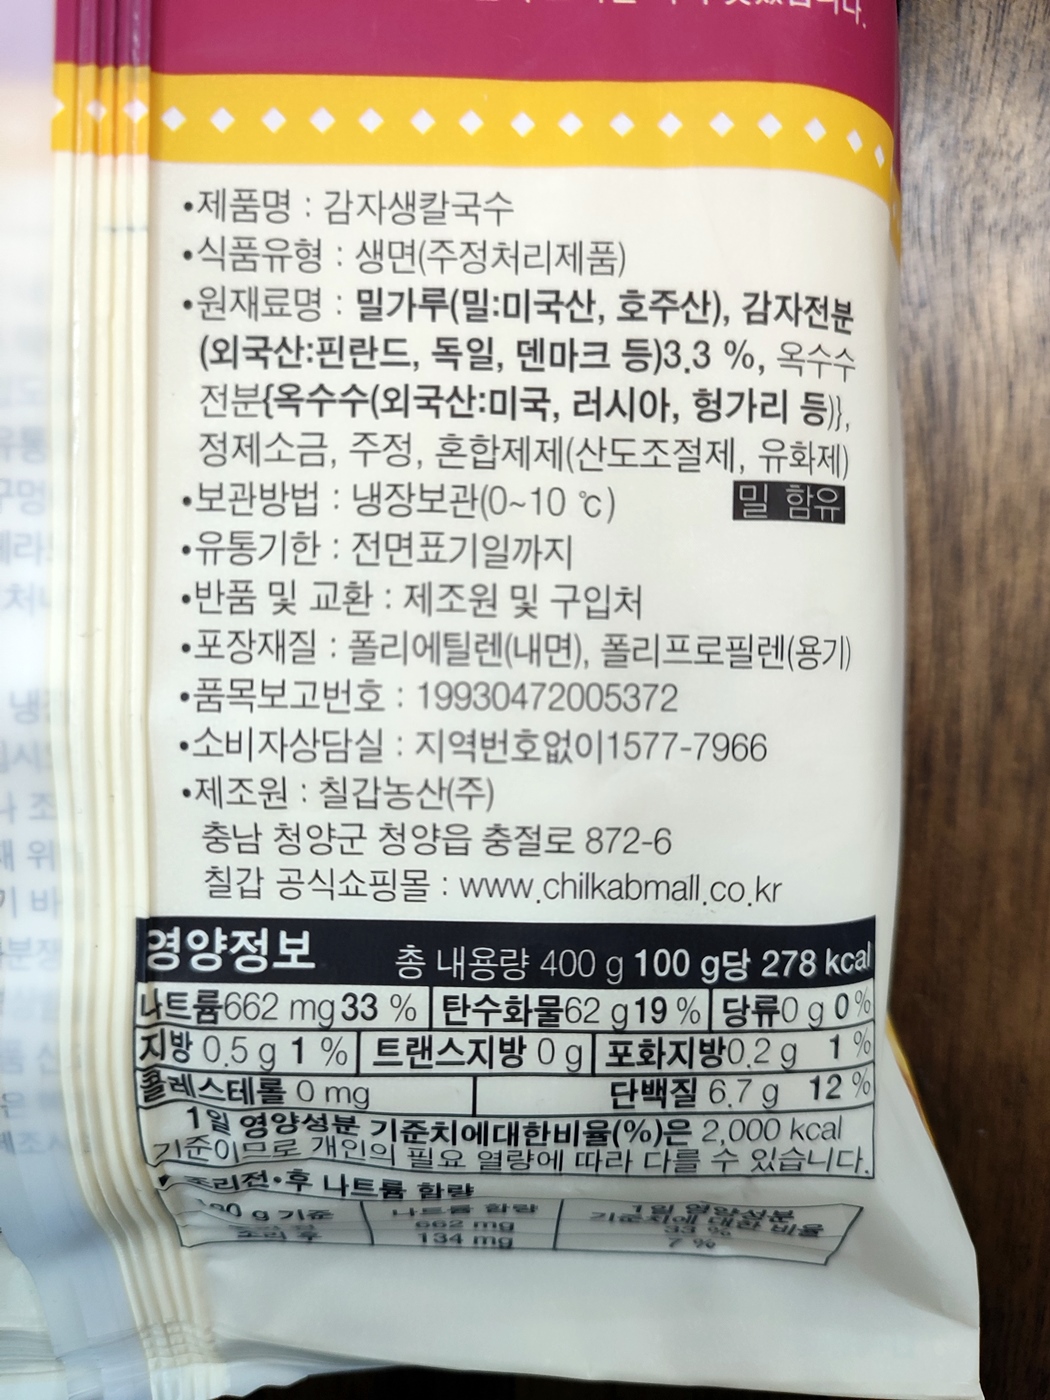 •제품명 : 감자생칼국수
•식품유형 : 생면(주정처리제품)
•원재료명 : 밀가루(밀:미국산, 호주산), 감자전분
(외국산:핀란드, 독일, 덴마크 등)3.3 %, 옥수수
전분{옥수수(외국산:미국, 러시아, 헝가리 등)},
정제소금, 주정, 혼합제제(산도조절제, 유화제)
•보관방법 : 냉장보관(0~10 ℃) 밀 함유
•유통기한 : 전면표기일까지
•반품 및 교환 : 제조원 및 구입처
•포장재질 : 폴리에틸렌(내면), 폴리프로필렌(용기)
•품목보고번호 : 19930472005372
•소비자상담실 : 지역번호없이1577-7966
•제조원 : 칠갑농산(주)
충남 청양군 청양읍 충절로 872-6
칠갑 공식쇼핑몰 : www.chilkabmall.co.kr
영양정보 총 내용량 400 g 100 g당 278 kcal
나트륨662 mg 33 % 탄수화물62 g 19 % 당류0 g 0 %
지방 0.5 g 1 % 트랜스지방 0 g 포화지방0.2 g 1 %
콜레스테롤 0 mg 단백질 6.7 g 12 %
1일 영양성분 기준치에대한비율(%)은 2,000 kcal
기준이므로 개인의 필요 열량에 따라 다를 수 있습니다.
조리전•후 나트륨 함량
100 g 기준 나트륨 함량 1일 영양성분
기준치에 대한 비율
662 mg 33 %
조리 후 134 mg 7 %